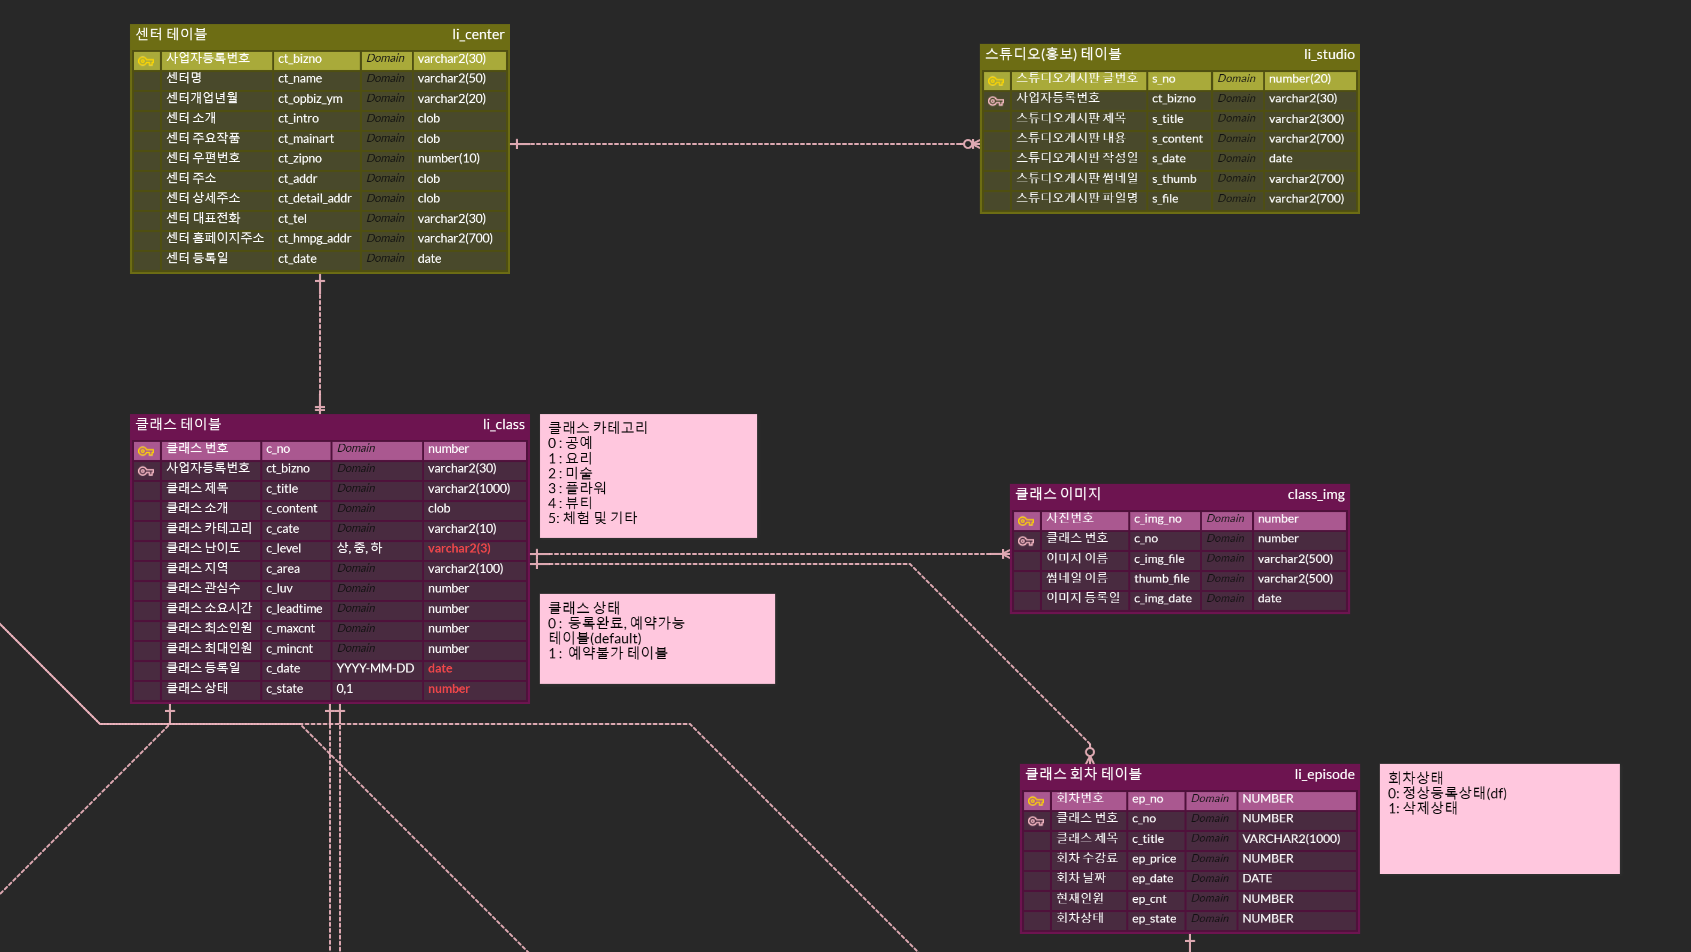 센터 테이블 li_center
사업자등록번호 ct_bizno Domain varchar2(30)
센터명 ct_name Domain varchar2(50)
센터개업년월 ct_opbiz_ym Domain varchar2(20)
센터 소개 ct_intro Domain clob
센터 주요작품 ct_mainart Domain clob
센터 우편번호 ct_zipno Domain number(10)
센터 주소 ct_addr Domain clob
센터 상세주소 ct_detail_addr Domain clob
센터 대표전화 ct_tel Domain varchar2(30)
센터 홈페이지주소 ct_hmpg_addr Domain varchar2(700)
센터 등록일 ct_date Domain date
스튜디오(홍보) 테이블 li_studio
스튜디오게시판 글번호 s_no Domain number(20)
사업자등록번호 ct_bizno Domain varchar2(30)
스튜디오게시판 제목 s_title Domain varchar2(300)
스튜디오게시판 내용 s_content Domain varchar2(700)
스튜디오게시판 작성일 s_date Domain date
스튜디오게시판 썸네일 s_thumb Domain varchar2(700)
스튜디오게시판 파일명 s_file Domain varchar2(700)
클래스 테이블 li_class
클래스 번호 c_no Domain number
사업자등록번호 ct_bizno Domain varchar2(30)
클래스 제목 c_title Domain varchar2(1000)
클래스 소개 c_content Domain clob
클래스 카테고리 c_cate Domain varchar2(10)
클래스 난이도 c_level 상, 중, 하 varchar2(3)
클래스 지역 c_area Domain varchar2(100)
클래스 관심수 c_luv Domain number
클래스 소요시간 c_leadtime Domain number
클래스 최소인원 c_maxcnt Domain number
클래스 최대인원 c_mincnt Domain number
클래스 등록일 c_date YYYY-MM-DD date
클래스 상태 c_state 0,1 number
클래스 카테고리
0 : 공예
1 : 요리
2 : 미술
3 : 플라워
4 : 뷰티
5: 체험 및 기타
클래스 상태
0 : 등록완료, 예약가능
테이블(default)
1 : 예약불가 테이블
클래스 이미지 class_img
사진번호 c_img_no Domain number
클래스 번호 c_no Domain number
이미지 이름 c_img_file Domain varchar2(500)
썸네일 이름 thumb_file Domain varchar2(500)
이미지 등록일 c_img_date Domain date
클래스 회차 테이블 li_episode
회차번호 ep_no Domain NUMBER
클래스 번호 c_no Domain NUMBER
클래스 제목 c_title Domain VARCHAR2(1000)
회차 수강료 ep_price Domain NUMBER
회차 날짜 ep_date Domain DATE
현재인원 ep_cnt Domain NUMBER
회차상태 ep_state Domain NUMBER
회차상태
0: 정상등록상태(df)
1: 삭제상태